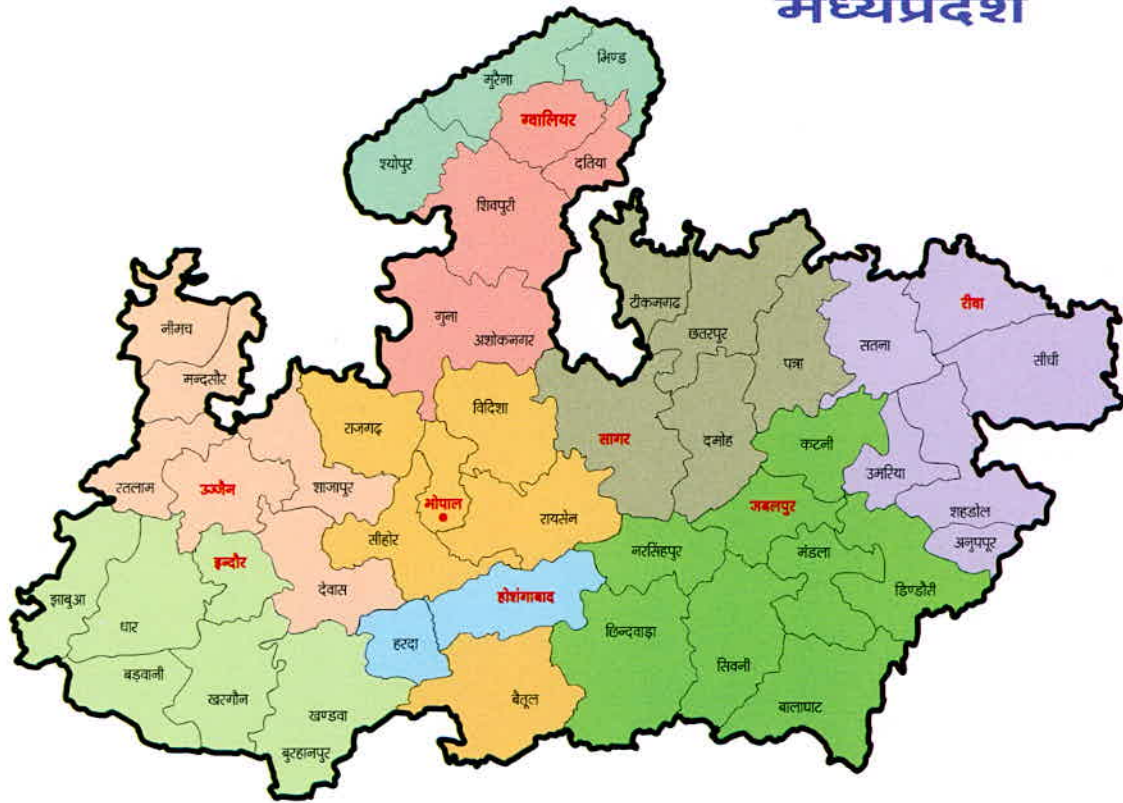 मध्यप्रदेश
भिण्ड
मुरैना
ग्वालियर
श्योपुर
दतिया
शिवपुरी
टीकमगढ
रीवा
गुना
नीमच
अशोकनगर
छतरपुर
सतना
सीधी
पन्ना
मन्दसौर
विदिशा
राजगढ़
सागर
दमोह
कटनी
उमरिया
रतलाम
उज्जैन
शाजापुर
भोपाल
जबलपुर
शहडोल
रायसेन
सीहोर
नरसिंहपुर
मंडला
अनुपपूर
इन्दौर
देवास
होशंगाबाद
डिण्डौरी
झाबुआ
धार
हरदा
छिन्दवाड़ा
बड़वानी
सिवनी
खरगौन
बैतूल
बालाघाट
खण्डवा
बुरहानपुर